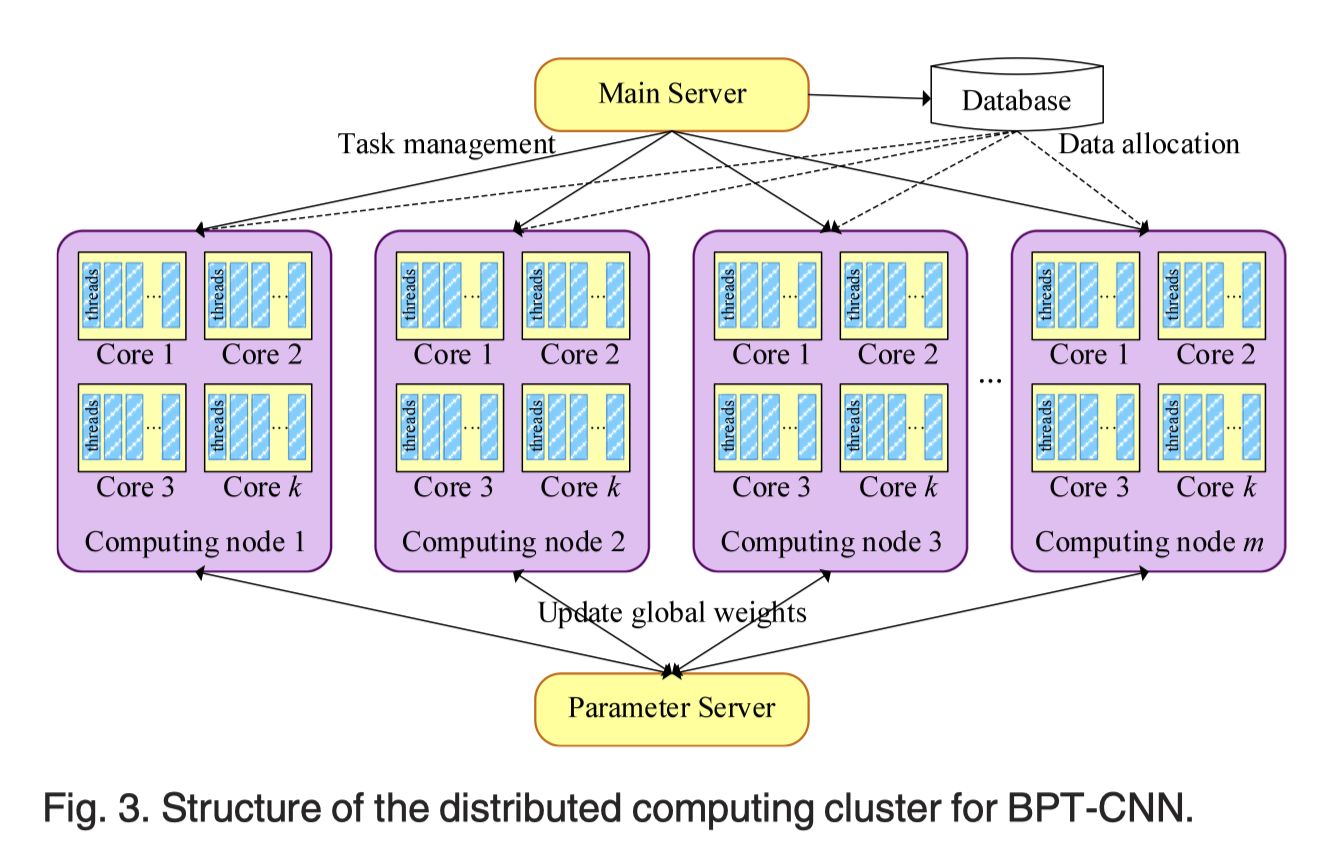 Main Server
Database
Task management
Data allocation
threads ... threads ...
Core 1 Core 2
threads ... threads ...
Core 3 Core k
Computing node 1
threads ... threads ...
Core 1 Core 2
threads ... threads ...
Core 3 Core k
Computing node 2
threads ... threads ...
Core 1 Core 2
threads ... threads ...
Core 3 Core k
Computing node 3
...
threads ... threads ...
Core 1 Core 2
threads ... threads ...
Core 3 Core k
Computing node m
Update global weights
Parameter Server
Fig. 3. Structure of the distributed computing cluster for BPT-CNN.